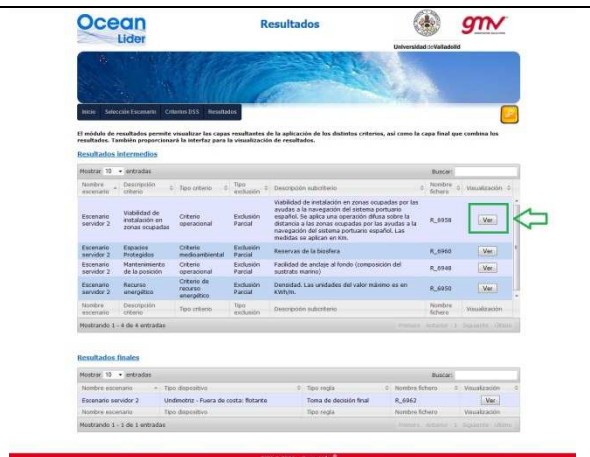 Ocean
Lider
Resultados
Universidad de Valladolid
gmv
Inicio Selección Escenario Criterios DSS Resultados
El módulo de resultados permite visualizar las capas resultantes de la aplicación de los distintos criterios, así como la capa final que combina los
resultados. También proporcionará la interfaz para la visualización de resultados.
Resultados intermedios
Mostrar 10 entradas Buscar:
Nombre escenario Descripción criterio Tipo criterio Tipo exclusión Descripción subcriterio Nombre fichero Visualización
Escenario servidor 2 Viabilidad de instalación en zonas ocupadas Criterio operacional Exclusión Parcial Viabilidad de instalación en zonas ocupadas por las ayudas a la navegación del sistema portuario español. Se aplica una operación difusa sobre la distancia a las zonas ocupadas por las ayudas a la navegación del sistema portuario español. Las medidas se aplican en Km. R_6958 Ver
Escenario servidor 2 Espacios Protegidos Criterio medioambiental Exclusión Parcial Reservas de la biosfera R_6960 Ver
Escenario servidor 2 Mantenimiento de la posición Criterio operacional Exclusión Parcial Facilidad de anclaje al fondo (composición del sustrato marino) R_6948 Ver
Escenario servidor 2 Recurso energético Criterio de recurso energético Exclusión Parcial Densidad. Las unidades del valor máximo es en KWh/m. R_6950 Ver
Nombre escenario Descripción criterio Tipo criterio Tipo exclusión Descripción subcriterio Nombre fichero Visualización
Mostrando 1 - 4 de 4 entradas Primero Anterior 1 Siguiente Último
Resultados finales
Mostrar 10 entradas Buscar:
Nombre escenario Tipo dispositivo Tipo regla Nombre fichero Visualización
Escenario servidor 2 Undimotriz - Fuera de costa: flotante Toma de decisión final R_6962 Ver
Nombre escenario Tipo dispositivo Tipo regla Nombre fichero Visualización
Mostrando 1 - 1 de 1 entradas Primero Anterior 1 Siguiente Último